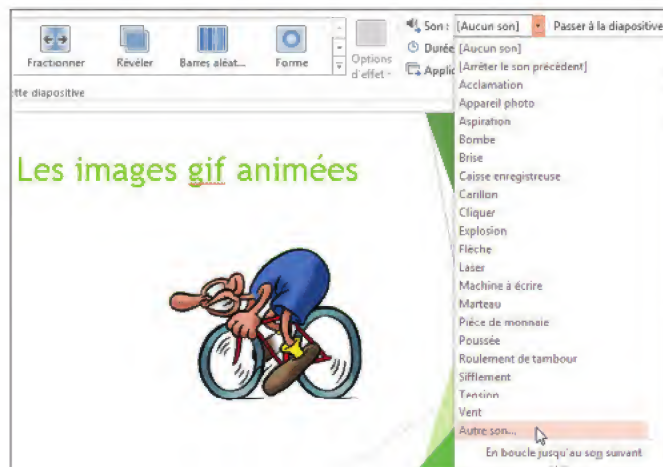 Son : [Aucun son] Passer à la diapositive
Fractionner Révéler Barres aléat... Forme Options d'effet Durée
Applic
tte diapositive
[Aucun son]
[Arrêter le son précédent]
Acclamation
Appareil photo
Aspiration
Bombe
Brise
Caisse enregistreuse
Carillon
Cliquer
Explosion
Flèche
Laser
Machine à écrire
Marteau
Pièce de monnaie
Poussée
Roulement de tambour
Sifflement
Tension
Vent
Autre son...
En boucle jusqu'au son suivant
Les images gif animées